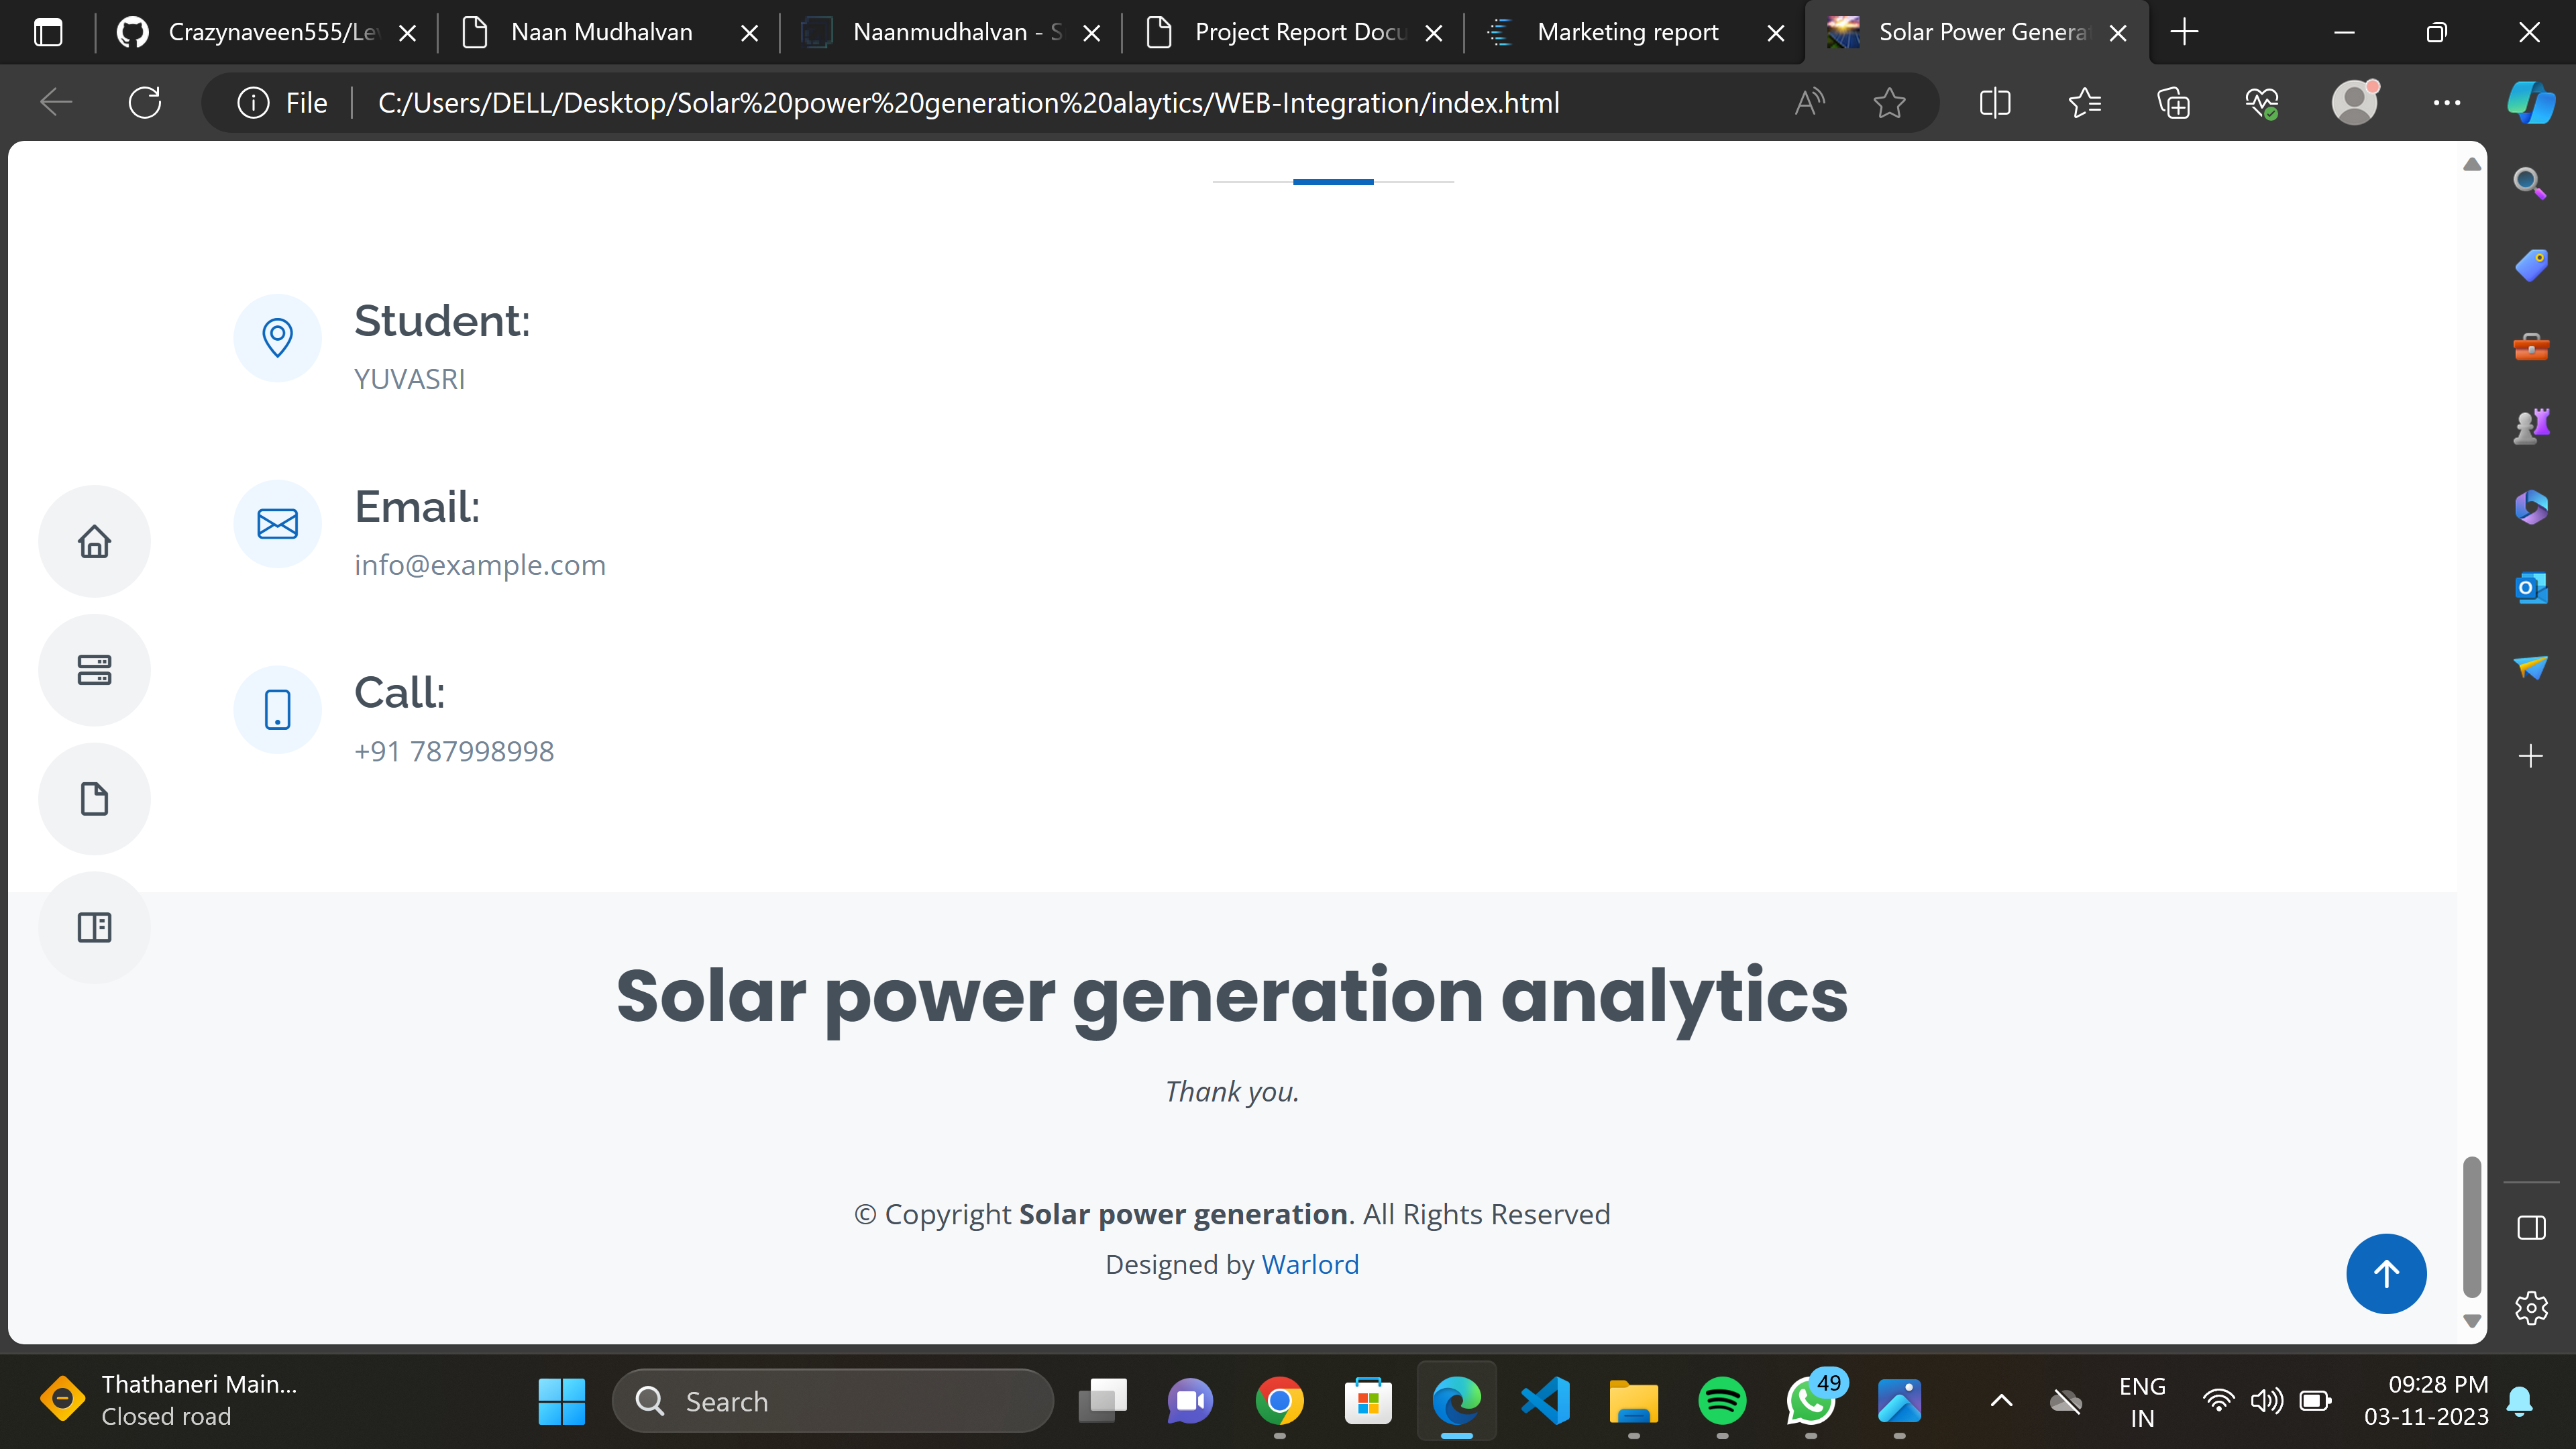 Crazynaveen555/Lev
Naan Mudhalvan
Naanmudhalvan - S
Project Report Docu
Marketing report
Solar Power Generat
File
C:/Users/DELL/Desktop/Solar%20power%20generation%20alaytics/WEB-Integration/index.html
Student:
YUVASRI
Email:
info@example.com
Call:
+91 787998998
Solar power generation analytics
Thank you.
© Copyright Solar power generation. All Rights Reserved
Designed by Warlord
Thathaneri Main...
Closed road
Search
49
ENG
IN
09:28 PM
03-11-2023